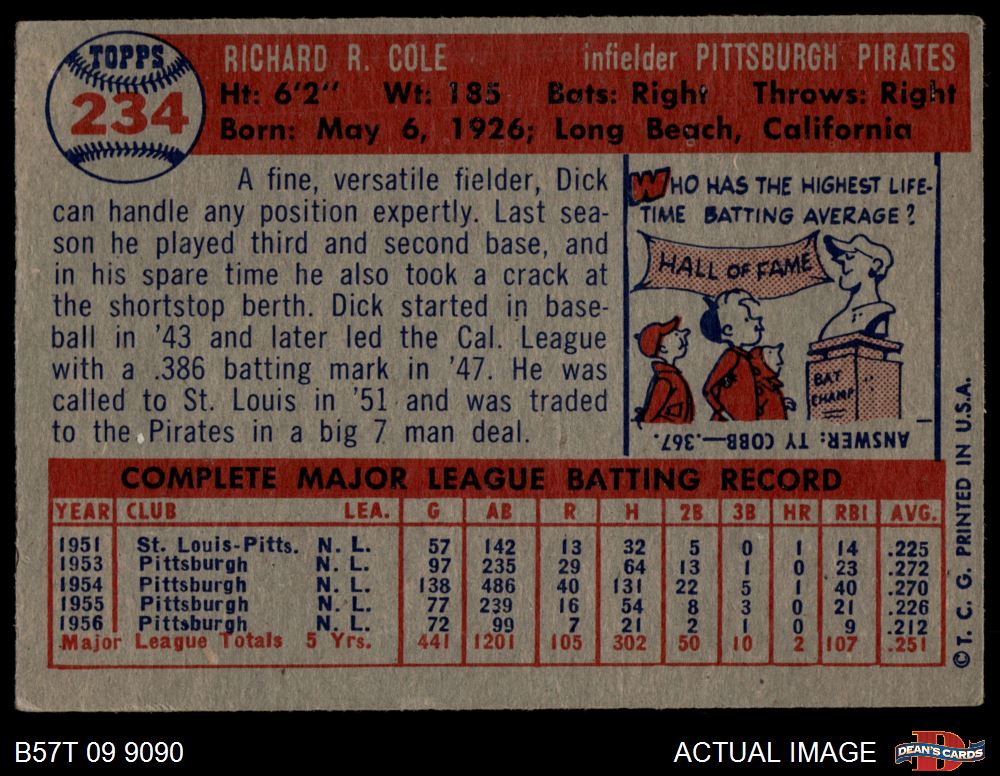 TOPPS
234
RICHARD R. COLE infielder PITTSBURGH PIRATES
Ht: 6'2" Wt: 185 Bats: Right Throws: Right
Born: May 6, 1926; Long Beach, California
A fine, versatile fielder, Dick
can handle any position expertly. Last sea-
son he played third and second base, and
in his spare time he also took a crack at
the shortstop berth. Dick started in base-
ball in '43 and later led the Cal. League
with a .386 batting mark in '47. He was
called to St. Louis in '51 and was traded
to the Pirates in a big 7 man deal.
WHO HAS THE HIGHEST LIFE-
TIME BATTING AVERAGE?
HALL OF FAME
BAT
CHAMP
ANSWER: TY COBB—.367.
COMPLETE MAJOR LEAGUE BATTING RECORD
YEAR CLUB LEA. G AB R H 2B 3B HR RBI AVG.
1951 St. Louis-Pitts. N. L. 57 142 13 32 5 0 1 14 .225
1953 Pittsburgh N. L. 97 235 29 64 13 1 0 23 .272
1954 Pittsburgh N. L. 138 486 40 131 22 5 1 40 .270
1955 Pittsburgh N. L. 77 239 16 54 8 3 0 21 .226
1956 Pittsburgh N. L. 72 99 7 21 2 1 0 9 .212
Major League Totals 5 Yrs. 441 1201 105 302 50 10 2 107 .251
© T. C. G. PRINTED IN U.S.A.
B57T 09 9090
ACTUAL IMAGE
DEAN'S CARDS